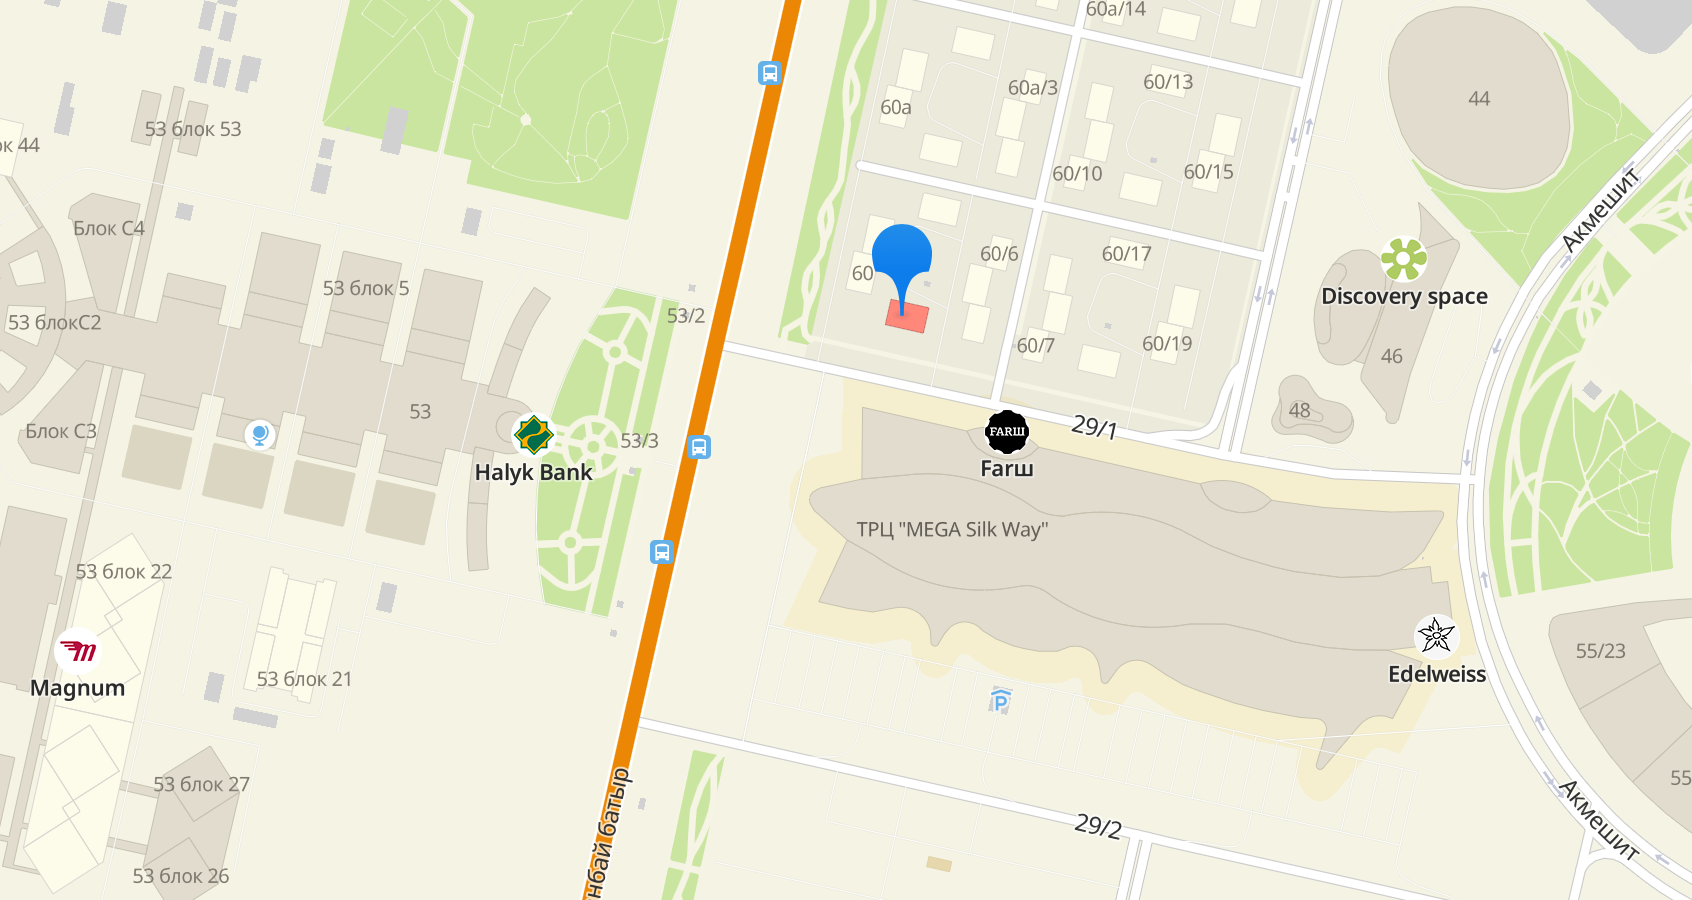 60а/14
60/13
60а/3
44
60а
53 блок 53
44
60/10
60/15
Акмешит
Блок С4
60/6
60/17
60
53 блок 5
Discovery space
53/2
53 блокС2
60/7
60/19
46
53
48
29/1
Блок С3
53/3
FARШ
Halyk Bank
Farш
ТРЦ "MEGA Silk Way"
53 блок 22
m
55/23
Magnum
53 блок 21
Edelweiss
P
53 блок 27
55
нбай батыр
29/2
Акмешит
53 блок 26